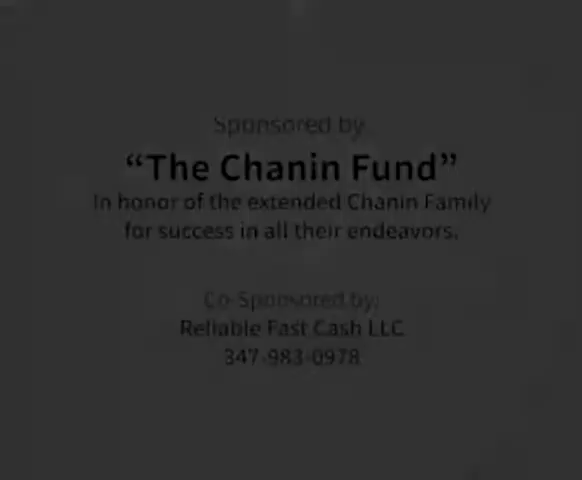 Sponsored by
“The Chanin Fund”
In honor of the extended Chanin Family
for success in all their endeavors.
Co-Sponsored by:
Reliable Fast Cash LLC
347-983-0978